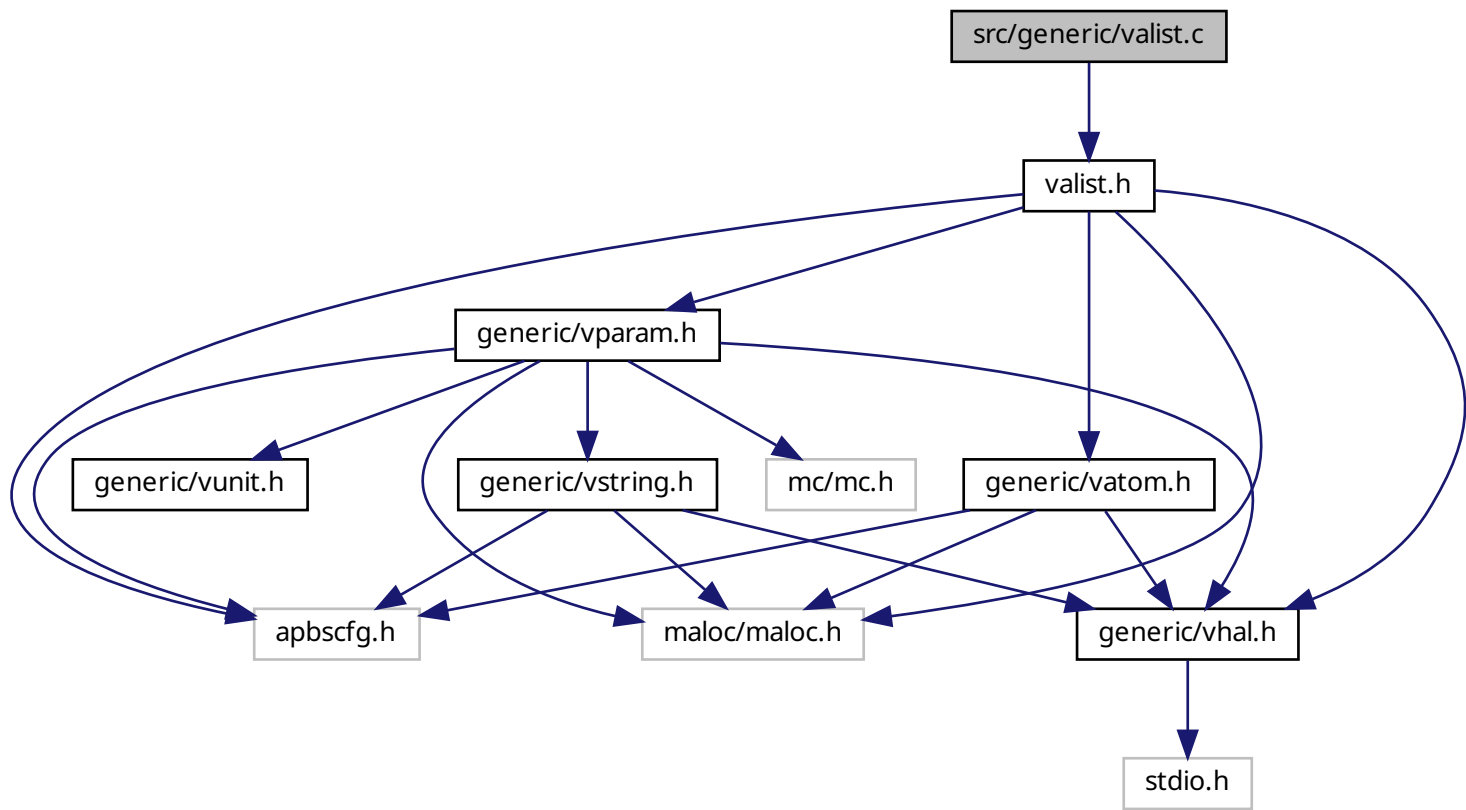 src/generic/valist.c
valist.h
generic/vparam.h
generic/vunit.h
generic/vstring.h
mc/mc.h
generic/vatom.h
apbscfg.h
maloc/maloc.h
generic/vhal.h
stdio.h